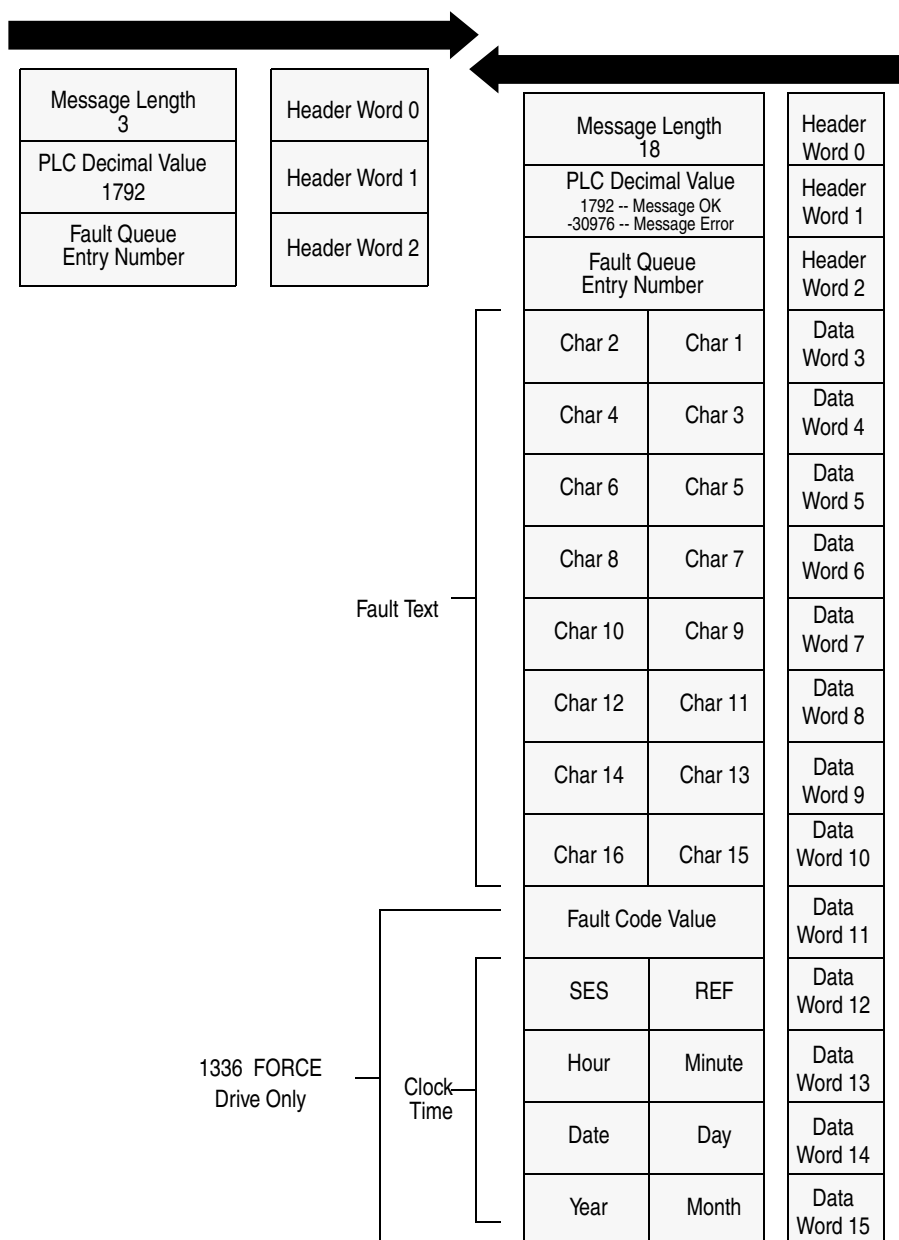 Message Length
3
Header Word 0
PLC Decimal Value
1792
Header Word 1
Fault Queue
Entry Number
Header Word 2
Message Length
18
Header
Word 0
PLC Decimal Value
1792 -- Message OK
-30976 -- Message Error
Header
Word 1
Fault Queue
Entry Number
Header
Word 2
Fault Text
Char 2
Char 1
Data
Word 3
Char 4
Char 3
Data
Word 4
Char 6
Char 5
Data
Word 5
Char 8
Char 7
Data
Word 6
Char 10
Char 9
Data
Word 7
Char 12
Char 11
Data
Word 8
Char 14
Char 13
Data
Word 9
Char 16
Char 15
Data
Word 10
1336 FORCE
Drive Only
Fault Code Value
Data
Word 11
Clock
Time
SES
REF
Data
Word 12
Hour
Minute
Data
Word 13
Date
Day
Data
Word 14
Year
Month
Data
Word 15